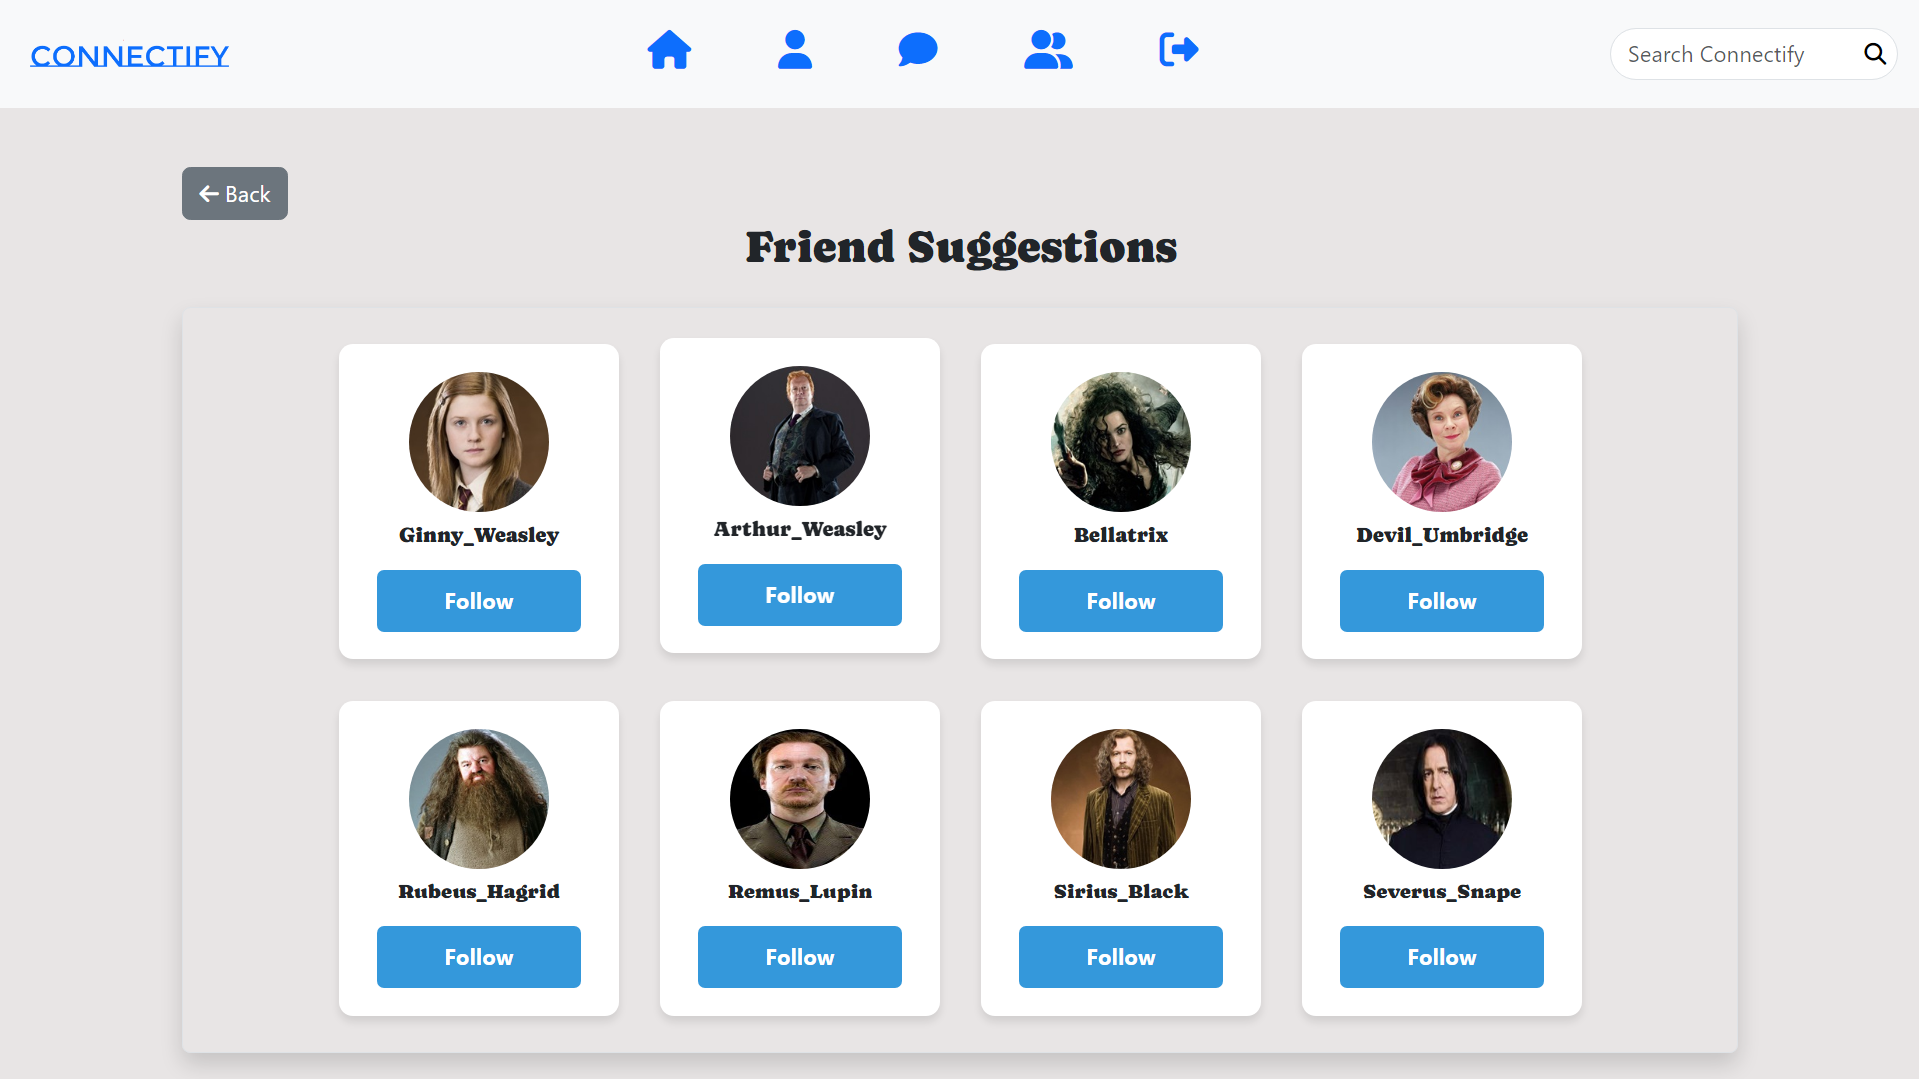 CONNECTIFY
Search Connectify
Back
Friend Suggestions
Ginny_Weasley
Arthur_Weasley
Bellatrix
Devil_Umbridge
Follow
Follow
Follow
Follow
Rubeus_Hagrid
Remus_Lupin
Sirius_Black
Severus_Snape
Follow
Follow
Follow
Follow